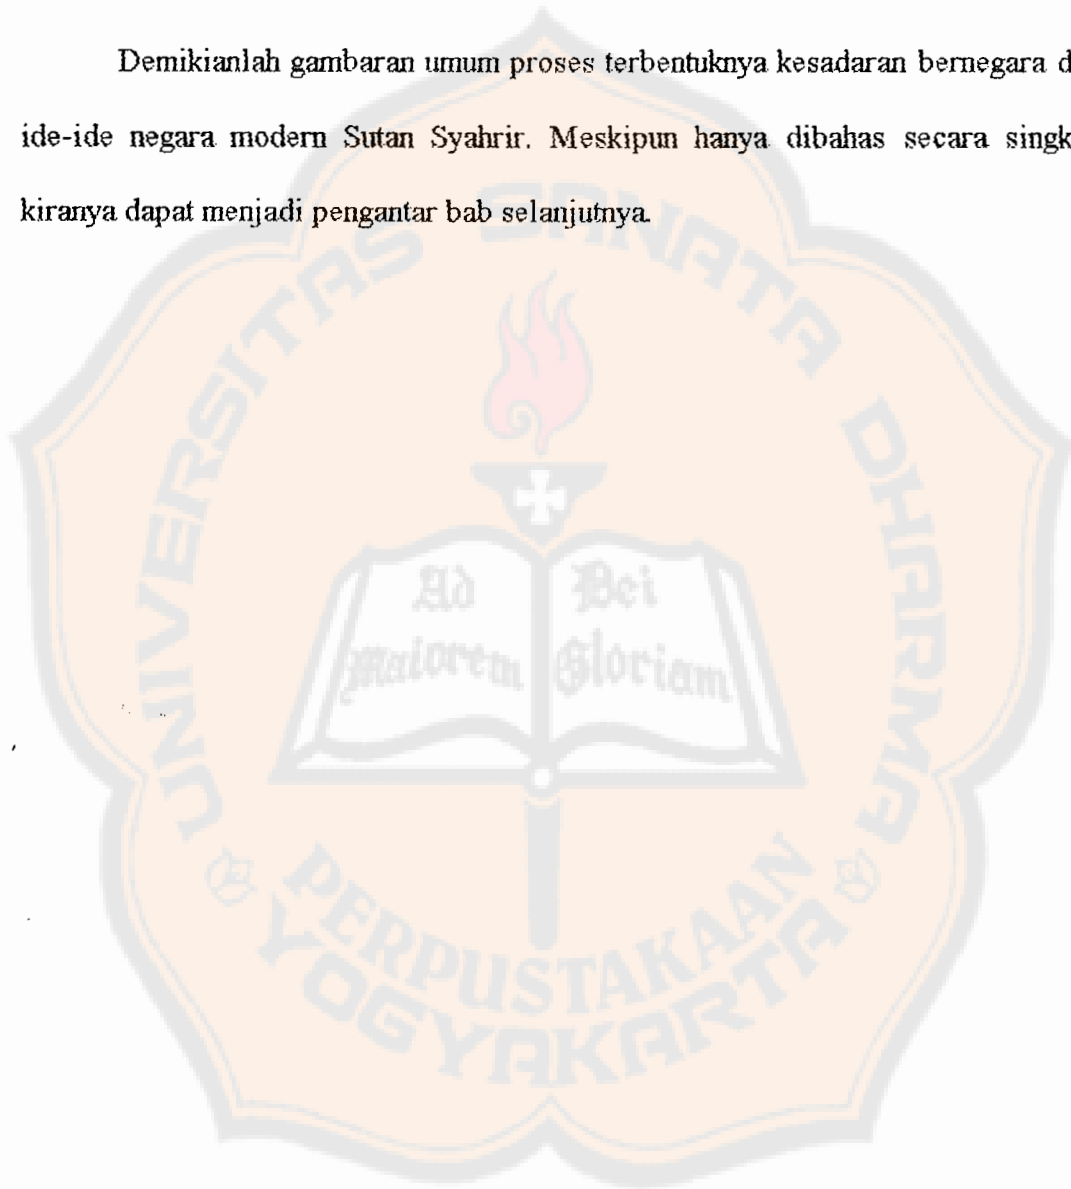 Demikianlah gambaran umum proses terbentuknya kesadaran bernegara d
ide-ide negara modern Sutan Syahrir. Meskipun hanya dibahas secara singk
kiranya dapat menjadi pengantar bab selanjutnya.
UNIVERSITAS SANATA DHARMA
Ad Dei
maiorem Gloriam
PERPUSTAKAAN
YOGYAKARTA